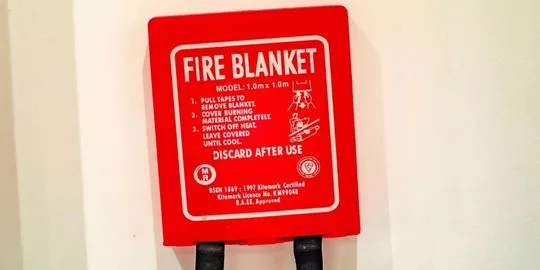 FIRE BLANKET
MODEL: 1.0m x 1.0m
1. PULL TAPES TO
REMOVE BLANKET.
2. COVER BURNING
MATERIAL COMPLETELY.
3. SWITCH OFF HEAT.
LEAVE COVERED
UNTIL COOL.
DISCARD AFTER USE
M
R
BSEN 1869 : 1997 Kitemark Certified
Kitemark Licence No. KM99048
B.A.E.E. Approved